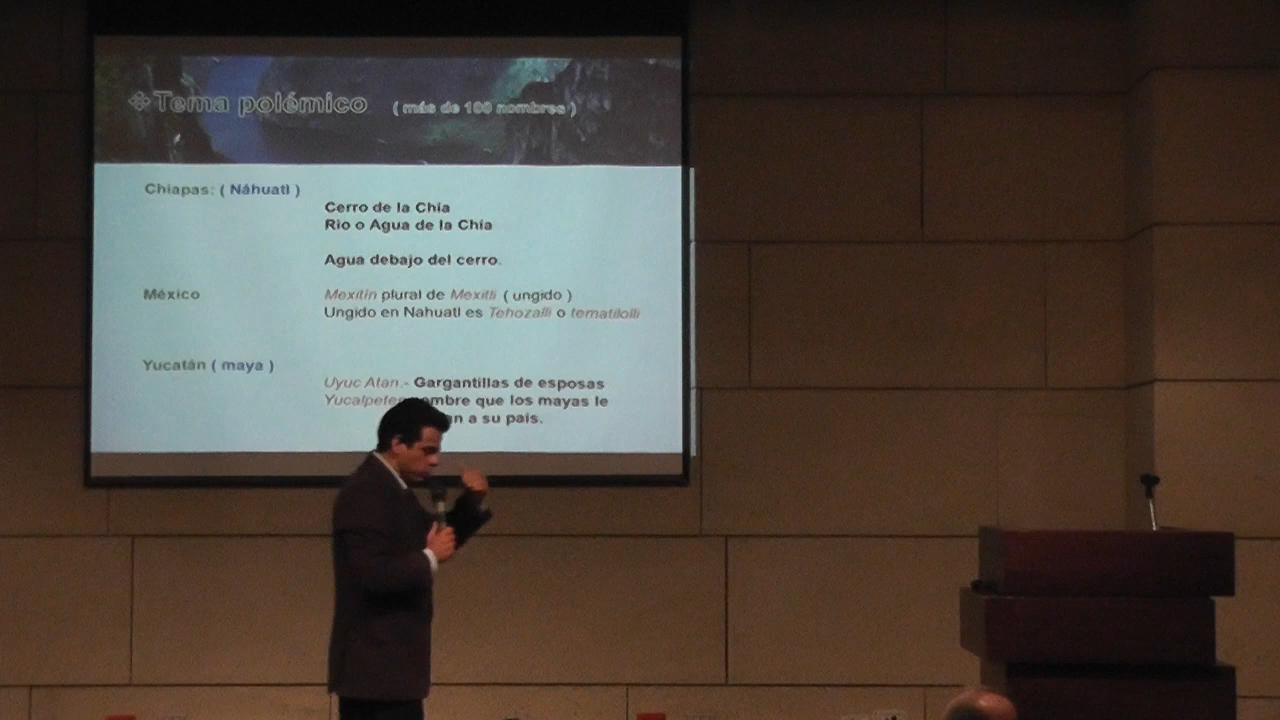 Tema polémico ( más de 100 nombres )
Chiapas: ( Náhuatl )
Cerro de la Chía
Rio o Agua de la Chía
Agua debajo del cerro.
México
Mexitin plural de Mexitli ( ungido )
Ungido en Nahuatl es Tehozalli o tematilolli
Yucatán ( maya )
Uyuc Atan.- Gargantillas de esposas
que los mayas le
a su país.